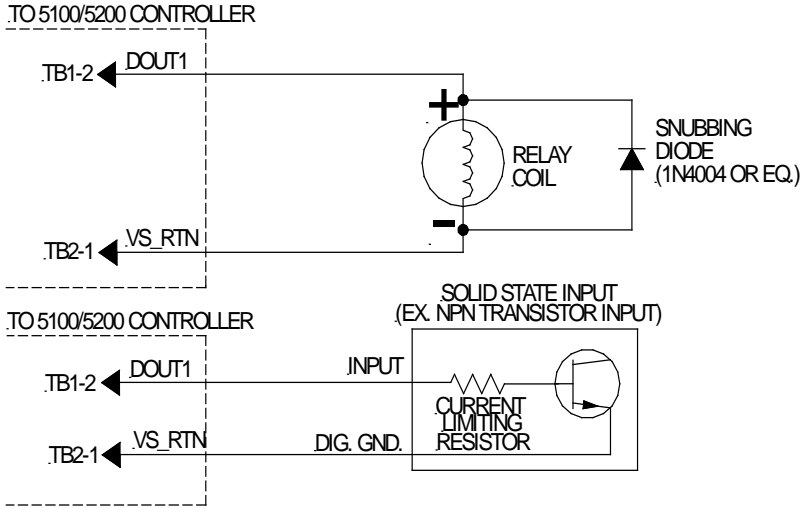 TO 5100/5200 CONTROLLER
DOUT1
TB1-2
+
SNUBBING
DIODE
(1N4004 OR EQ.)
RELAY
COIL
-
VS_RTN
TB2-1
SOLID STATE INPUT
(EX. NPN TRANSISTOR INPUT)
TO 5100/5200 CONTROLLER
DOUT1
INPUT
TB1-2
CURRENT
LIMITING
RESISTOR
VS_RTN
DIG. GND.
TB2-1